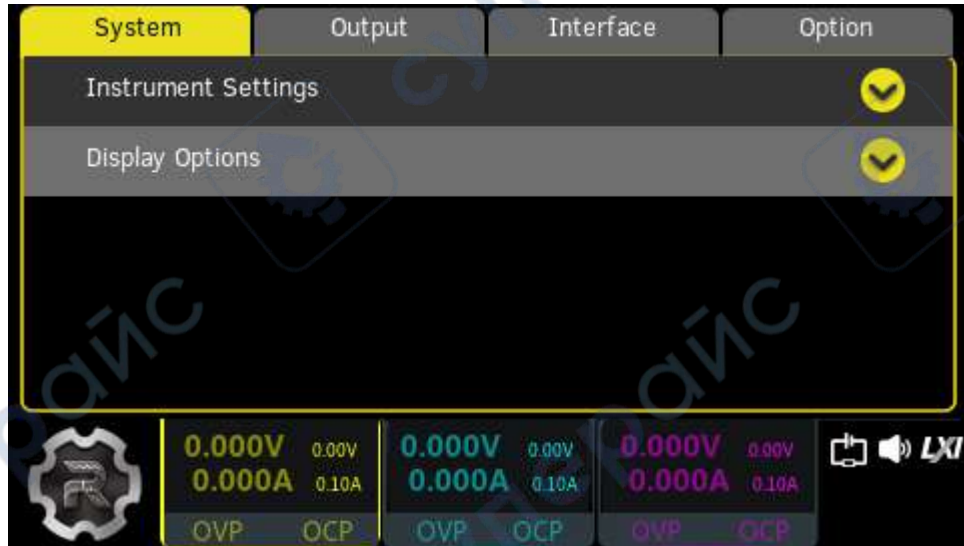 System Output Interface Option
Instrument Settings
Display Options
0.000V 0.00V 0.000V 0.00V 0.000V 0.00V
0.000A 0.10A 0.000A 0.10A 0.000A 0.10A
OVP OCP OVP OCP OVP OCP
LXI
R